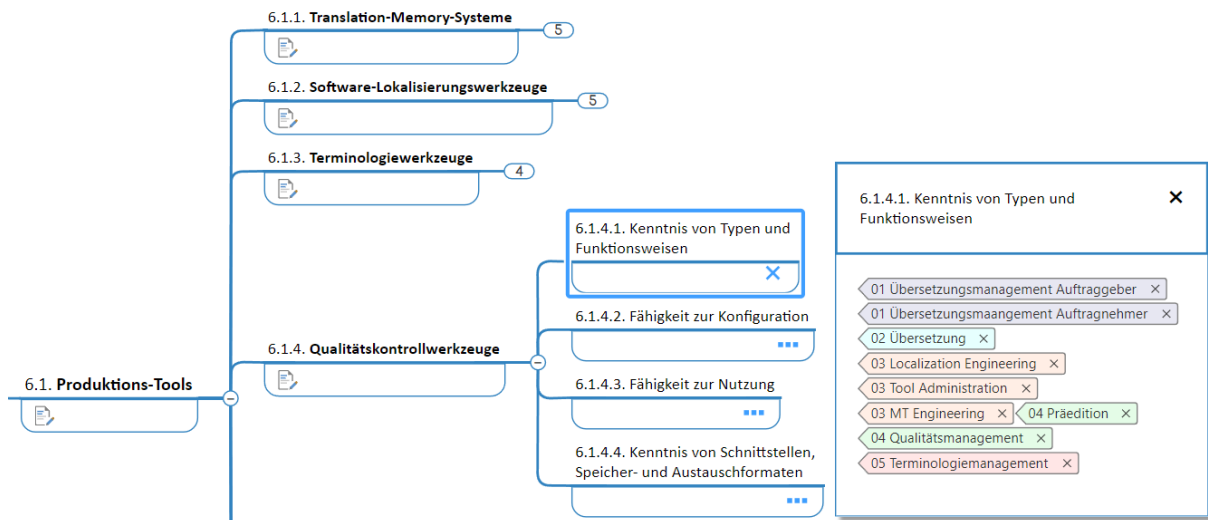 6.1. Produktions-Tools
6.1.1. Translation-Memory-Systeme
5
6.1.2. Software-Lokalisierungswerkzeuge
5
6.1.3. Terminologiewerkzeuge
4
6.1.4. Qualitätskontrollwerkzeuge
6.1.4.1. Kenntnis von Typen und
Funktionsweisen
6.1.4.2. Fähigkeit zur Konfiguration
6.1.4.3. Fähigkeit zur Nutzung
6.1.4.4. Kenntnis von Schnittstellen,
Speicher- und Austauschformaten
6.1.4.1. Kenntnis von Typen und
Funktionsweisen
01 Übersetzungsmanagement Auftraggeber
01 Übersetzungsmaangement Auftragnehmer
02 Übersetzung
03 Localization Engineering
03 Tool Administration
03 MT Engineering 04 Präedition
04 Qualitätsmanagement
05 Terminologiemanagement